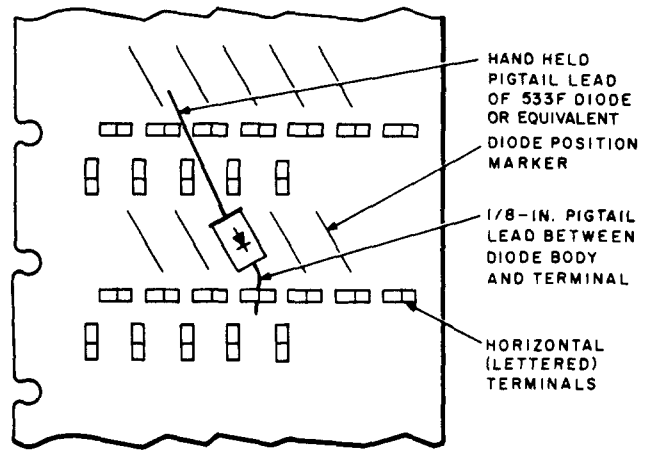 HAND HELD
PIGTAIL LEAD
OF 533F DIODE
OR EQUIVALENT
DIODE POSITION
MARKER
1/8-IN. PIGTAIL
LEAD BETWEEN
DIODE BODY
AND TERMINAL
HORIZONTAL
(LETTERED)
TERMINALS